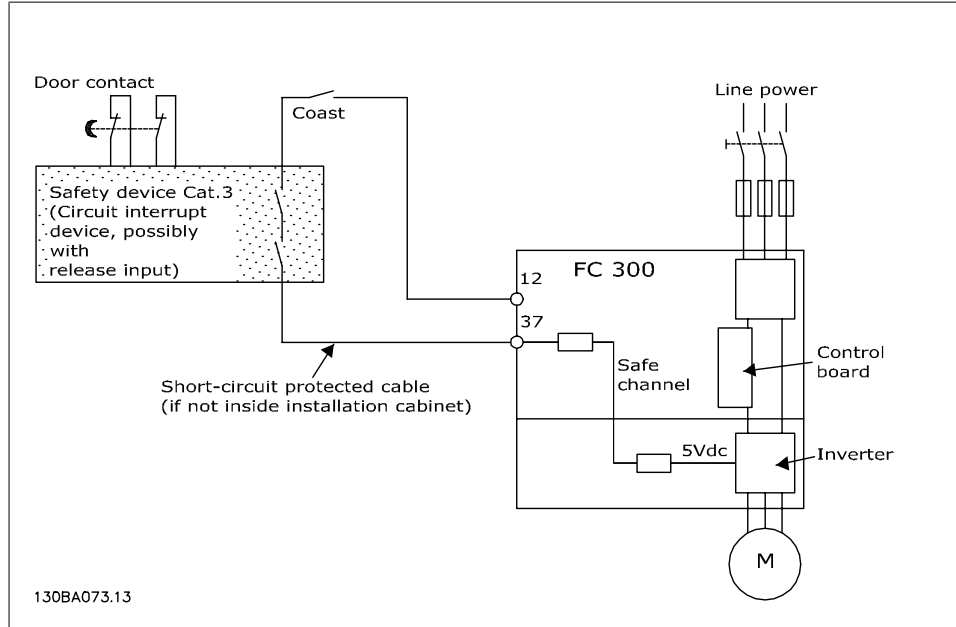 Door contact
Coast
Line power
Safety device Cat.3
(Circuit interrupt
device, possibly
with
release input)
FC 300
12
37
Safe
channel
Control
board
Short-circuit protected cable
(if not inside installation cabinet)
5Vdc
Inverter
M
130BA073.13